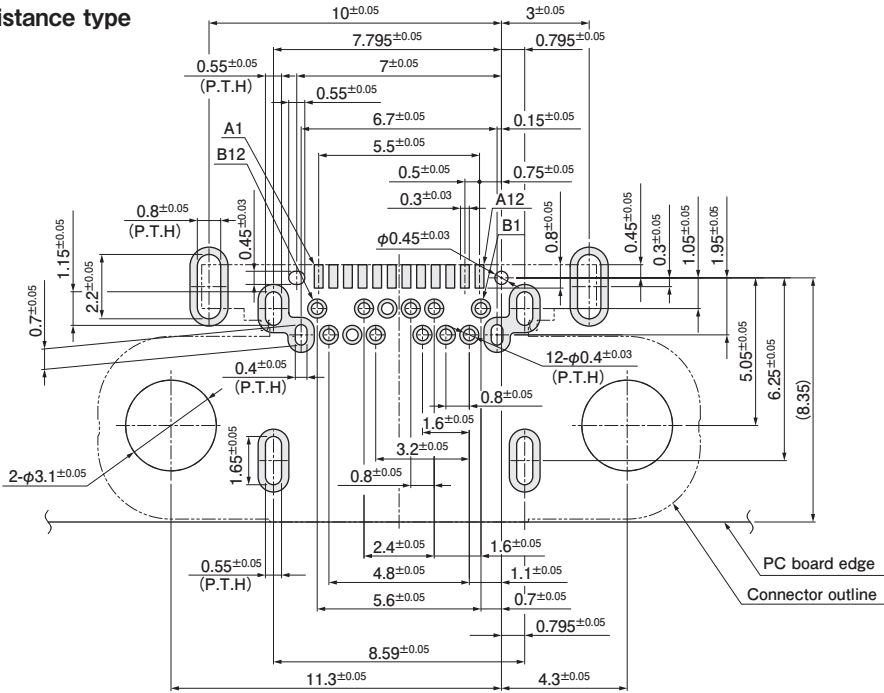 istance type
10±0.05
3±0.05
7.795±0.05
0.795±0.05
0.55±0.05
(P.T.H)
7±0.05
0.55±0.05
6.7±0.05
0.15±0.05
A1
B12
5.5±0.05
0.5±0.05
0.75±0.05
0.3±0.05
A12
B1
0.8±0.05
(P.T.H)
0.45±0.03
φ0.45±0.03
0.8±0.05
0.45±0.05
0.3±0.05
1.05±0.05
1.95±0.05
1.15±0.05
2.2±0.05
0.7±0.05
0.4±0.05
(P.T.H)
12-φ0.4±0.03
(P.T.H)
5.05±0.05
6.25±0.05
(8.35)
0.8±0.05
1.6±0.05
3.2±0.05
1.65±0.05
2-φ3.1±0.05
0.8±0.05
2.4±0.05
1.6±0.05
0.55±0.05
(P.T.H)
4.8±0.05
1.1±0.05
PC board edge
Connector outline
5.6±0.05
0.7±0.05
0.795±0.05
8.59±0.05
11.3±0.05
4.3±0.05